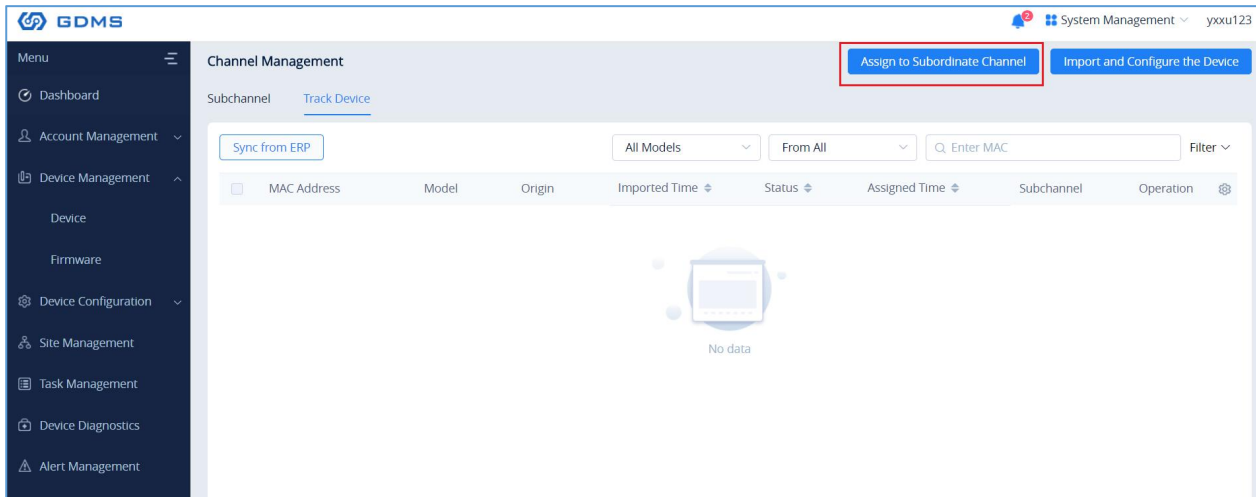 GDMS
2
System Management
yxxu123
Menu
Channel Management
Assign to Subordinate Channel
Import and Configure the Device
Dashboard
Subchannel
Track Device
Account Management
Sync from ERP
All Models
From All
Enter MAC
Filter
Device Management
MAC Address
Model
Origin
Imported Time
Status
Assigned Time
Subchannel
Operation
Device
Firmware
Device Configuration
Site Management
No data
Task Management
Device Diagnostics
Alert Management